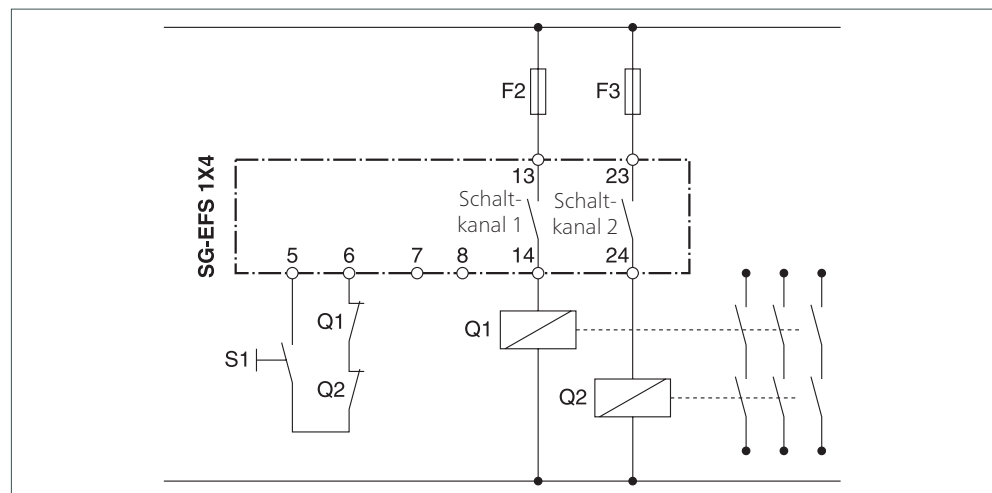 F2
F3
SG-EFS 1X4
13
23
Schalt-
kanal 1
Schalt-
kanal 2
5
6
7
8
14
24
Q1
Q1
S1
Q2
Q2